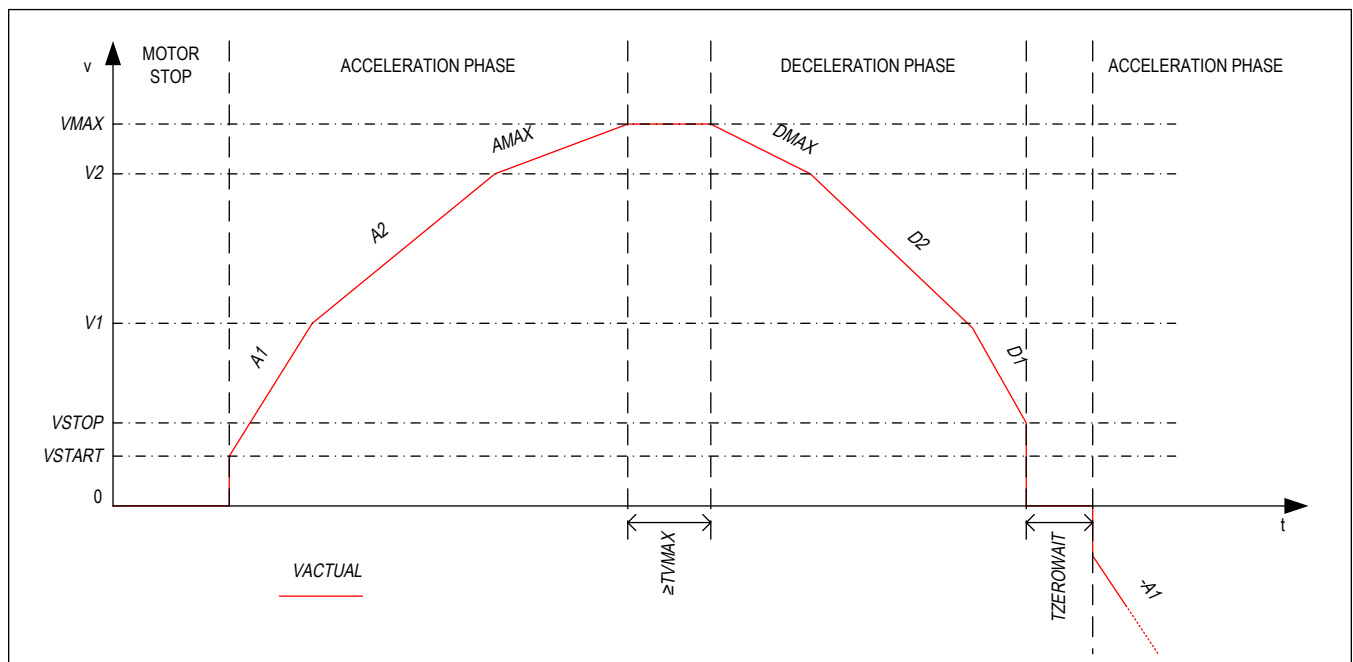 MOTOR
STOP
ACCELERATION PHASE
DECELERATION PHASE
ACCELERATION PHASE
v
VMAX
AMAX
DMAX
V2
A2
D2
V1
A1
D1
VSTOP
VSTART
0
t
≥TVMAX
TZEROWAIT
VACTUAL
-A1